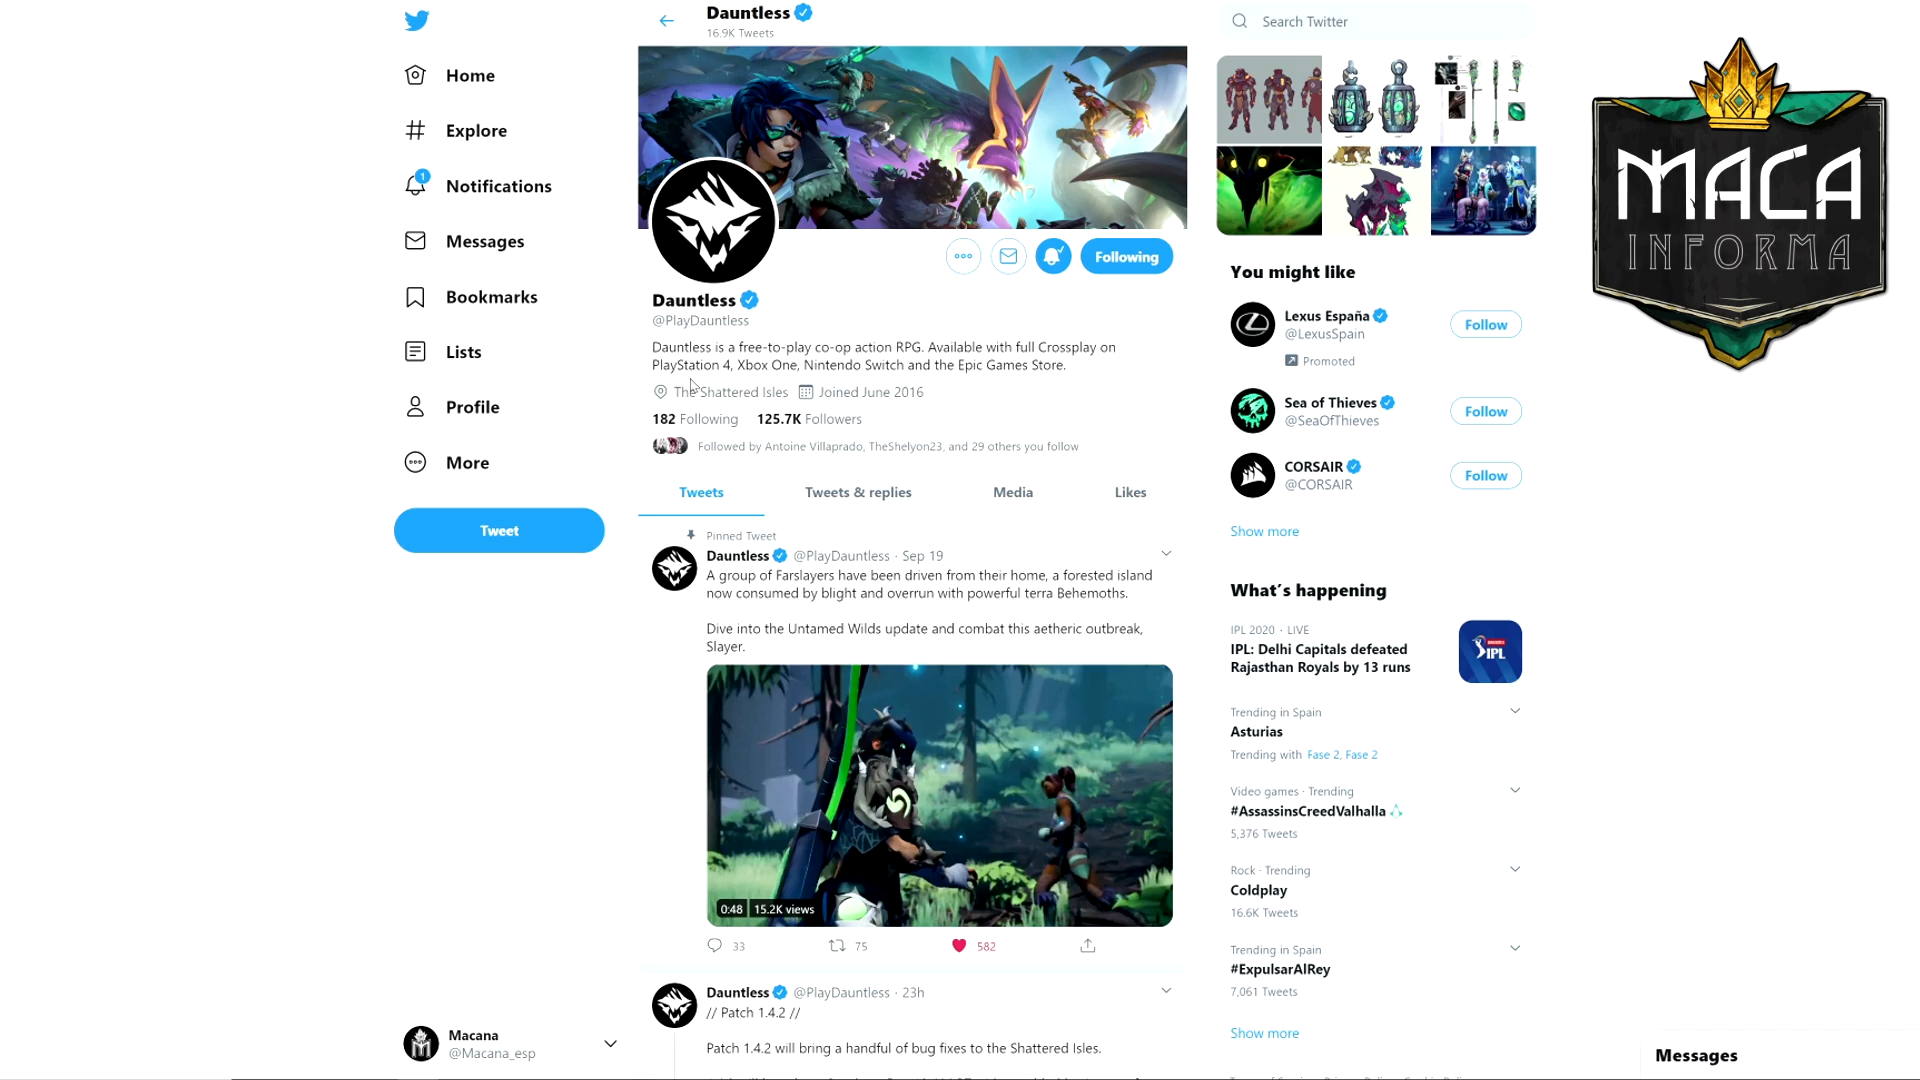 Home
Explore
1
Notifications
Messages
Bookmarks
Lists
Profile
More
Tweet
Macana
@Macana_esp
Dauntless
16.9K Tweets
Following
Dauntless
@PlayDauntless
Dauntless is a free-to-play co-op action RPG. Available with full Crossplay on
PlayStation 4, Xbox One, Nintendo Switch and the Epic Games Store.
The Shattered Isles Joined June 2016
182 Following 125.7K Followers
Followed by Antoine Villaprado, TheShelyon23, and 29 others you follow
Tweets Tweets & replies Media Likes
Pinned Tweet
Dauntless @PlayDauntless · Sep 19
A group of Farslayers have been driven from their home, a forested island
now consumed by blight and overrun with powerful terra Behemoths.
Dive into the Untamed Wilds update and combat this aetheric outbreak,
Slayer.
0:48 15.2K views
33 75 582
Dauntless @PlayDauntless · 23h
// Patch 1.4.2 //
Patch 1.4.2 will bring a handful of bug fixes to the Shattered Isles.
Search Twitter
You might like
Lexus España
@LexusSpain
Follow
Promoted
Sea of Thieves
@SeaOfThieves
Follow
CORSAIR
@CORSAIR
Follow
Show more
What's happening
IPL 2020 · LIVE
IPL: Delhi Capitals defeated
Rajasthan Royals by 13 runs
IPL
Trending in Spain
Asturias
Trending with Fase 2, Fase 2
Video games · Trending
#AssassinsCreedValhalla
5,376 Tweets
Rock · Trending
Coldplay
16.6K Tweets
Trending in Spain
#ExpulsarAlRey
7,061 Tweets
Show more
MACA
INFORMA
Messages